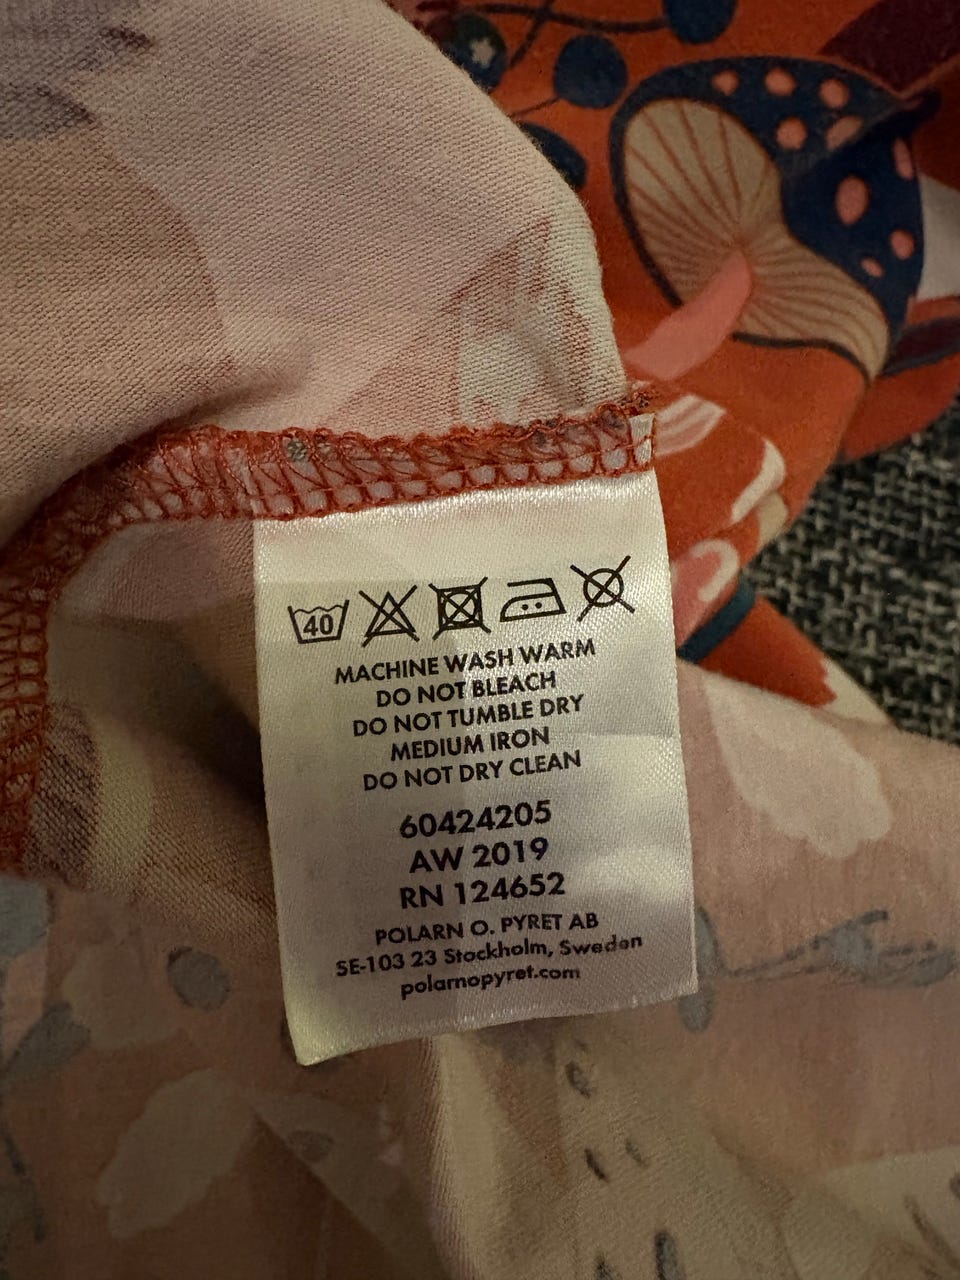 40
MACHINE WASH WARM
DO NOT BLEACH
DO NOT TUMBLE DRY
MEDIUM IRON
DO NOT DRY CLEAN
60424205
AW 2019
RN 124652
POLARN O. PYRET AB
SE-103 23 Stockholm, Sweden
polarnopyret.com